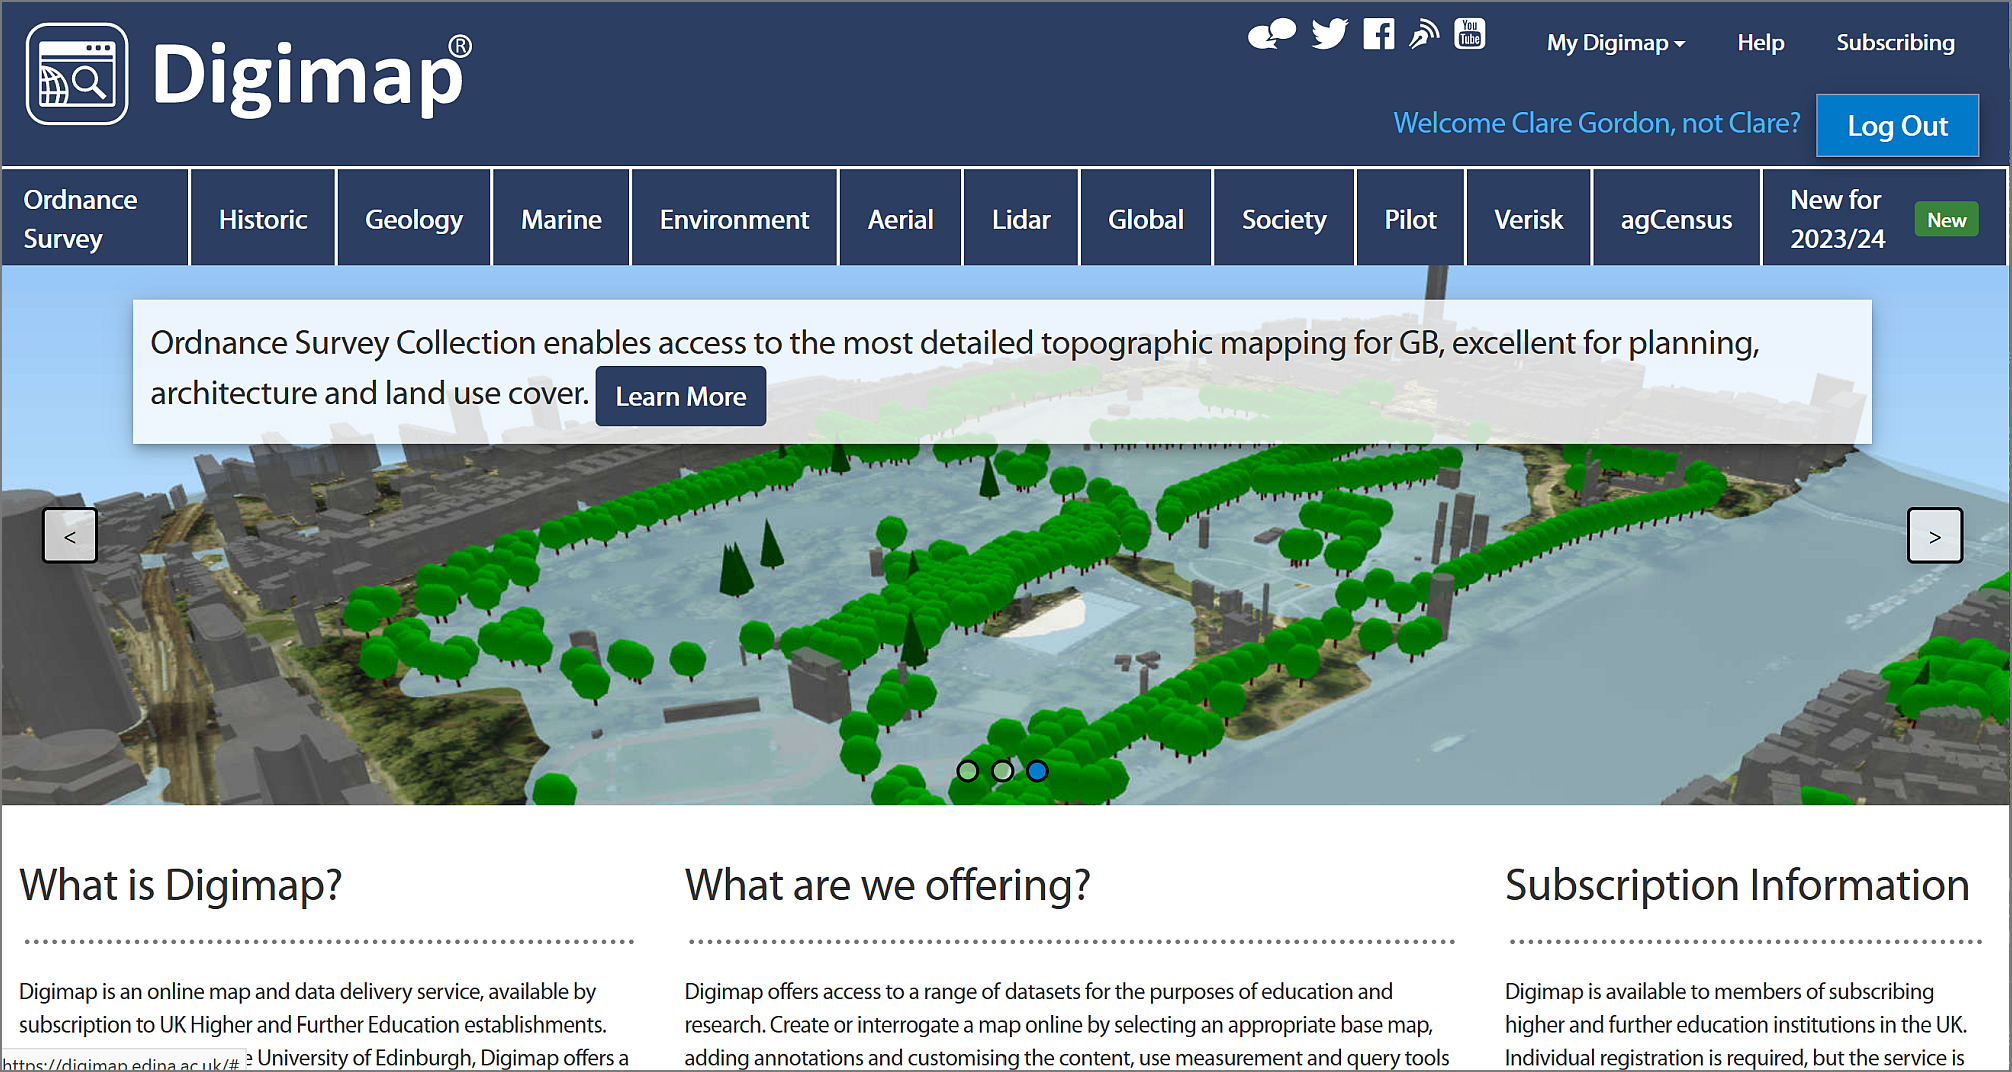 Digimap®
You Tube
My Digimap
Help
Subscribing
Welcome Clare Gordon, not Clare?
Log Out
Ordnance
Survey
Historic
Geology
Marine
Environment
Aerial
Lidar
Global
Society
Pilot
Verisk
agCensus
New for
2023/24
New
Ordnance Survey Collection enables access to the most detailed topographic mapping for GB, excellent for planning,
architecture and land use cover. Learn More
<
>
What is Digimap?
Digimap is an online map and data delivery service, available by
subscription to UK Higher and Further Education establishments.
University of Edinburgh, Digimap offers a
What are we offering?
Digimap offers access to a range of datasets for the purposes of education and
research. Create or interrogate a map online by selecting an appropriate base map,
adding annotations and customising the content, use measurement and query tools
Subscription Information
Digimap is available to members of subscribing
higher and further education institutions in the UK.
Individual registration is required, but the service is
https://digimap.edina.ac.uk/#